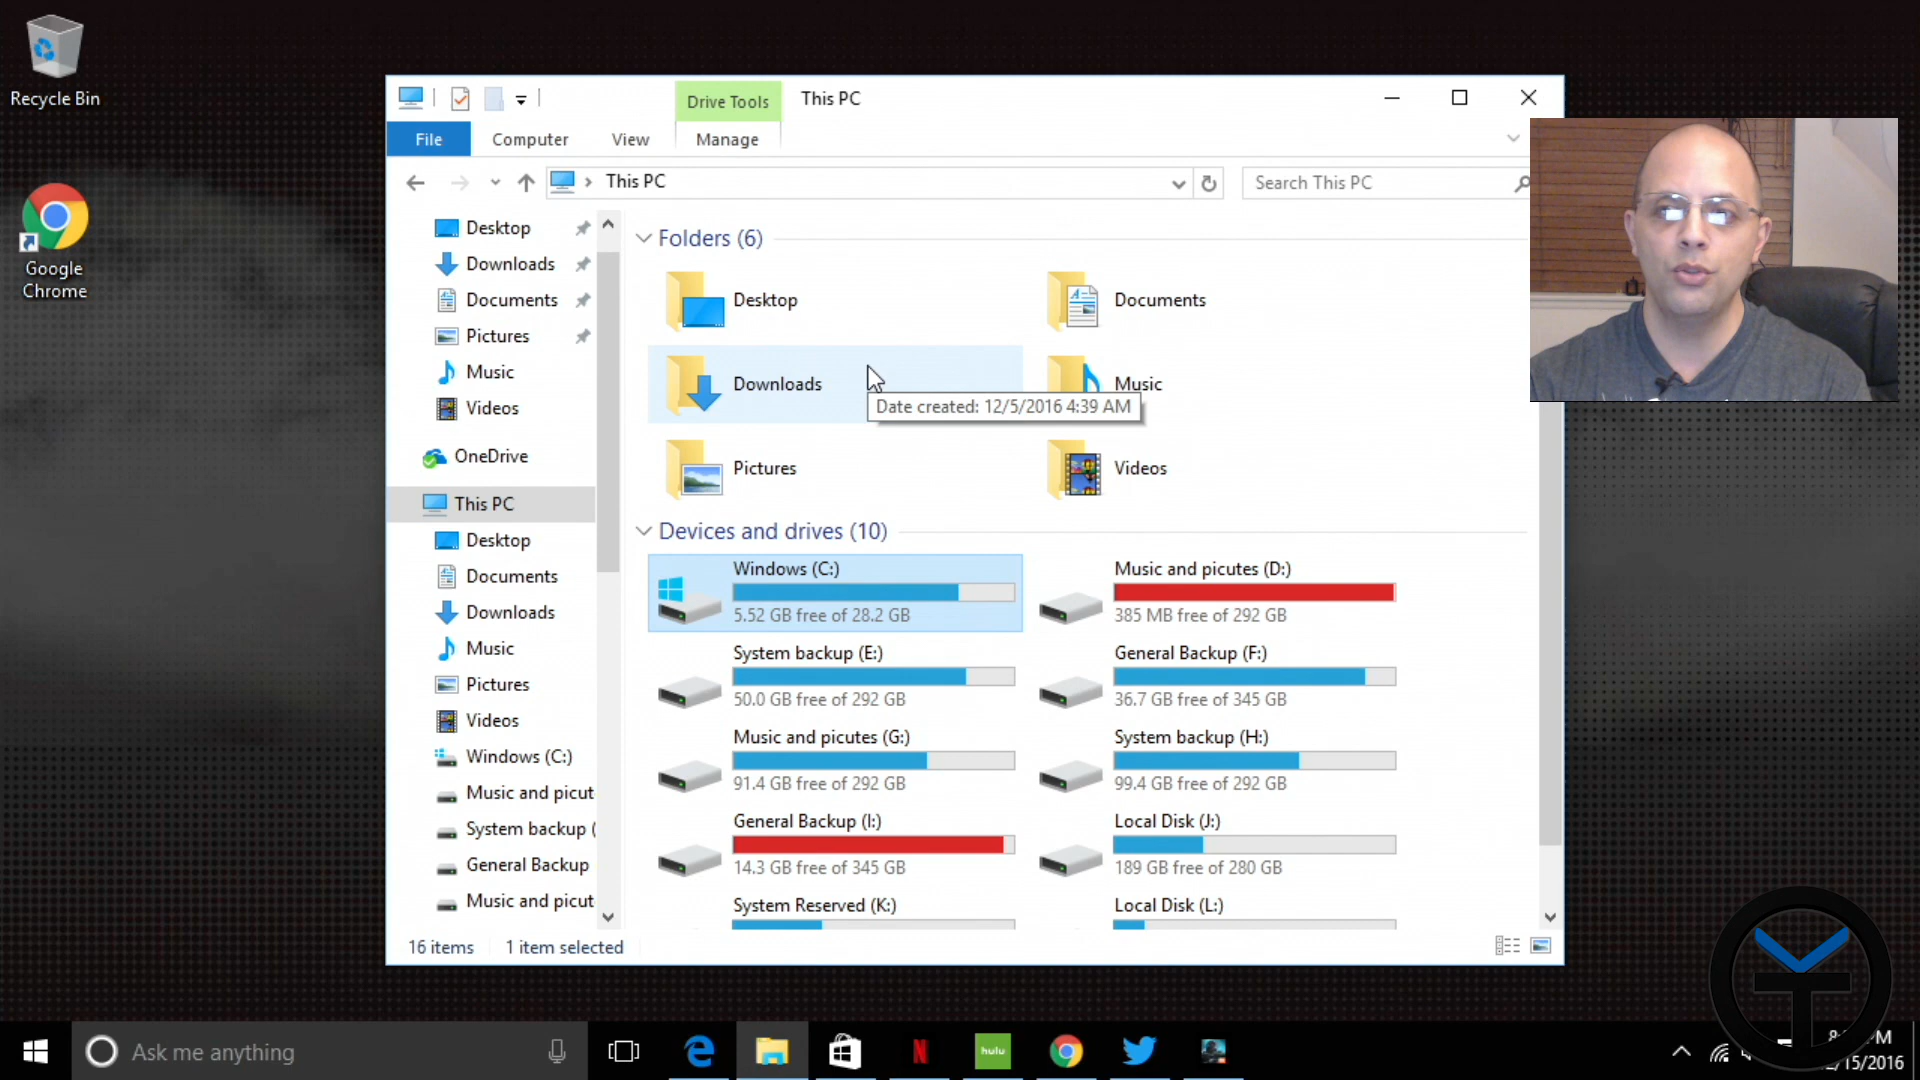 Recycle Bin
Google
Chrome
Drive Tools
This PC
File
Computer
View
Manage
This PC
Search This PC
Desktop
Downloads
Documents
Pictures
Music
Videos
OneDrive
This PC
Desktop
Documents
Downloads
Music
Pictures
Videos
Windows (C:)
Music and picut
System backup (
General Backup
Music and picut
Folders (6)
Desktop
Documents
Downloads
Music
Date created: 12/5/2016 4:39 AM
Pictures
Videos
Devices and drives (10)
Windows (C:)
5.52 GB free of 28.2 GB
Music and picutes (D:)
385 MB free of 292 GB
System backup (E:)
50.0 GB free of 292 GB
General Backup (F:)
36.7 GB free of 345 GB
Music and picutes (G:)
91.4 GB free of 292 GB
System backup (H:)
99.4 GB free of 292 GB
General Backup (I:)
14.3 GB free of 345 GB
Local Disk (J:)
189 GB free of 280 GB
System Reserved (K:)
Local Disk (L:)
16 items
1 item selected
Ask me anything
N
hulu
PM
/15/2016